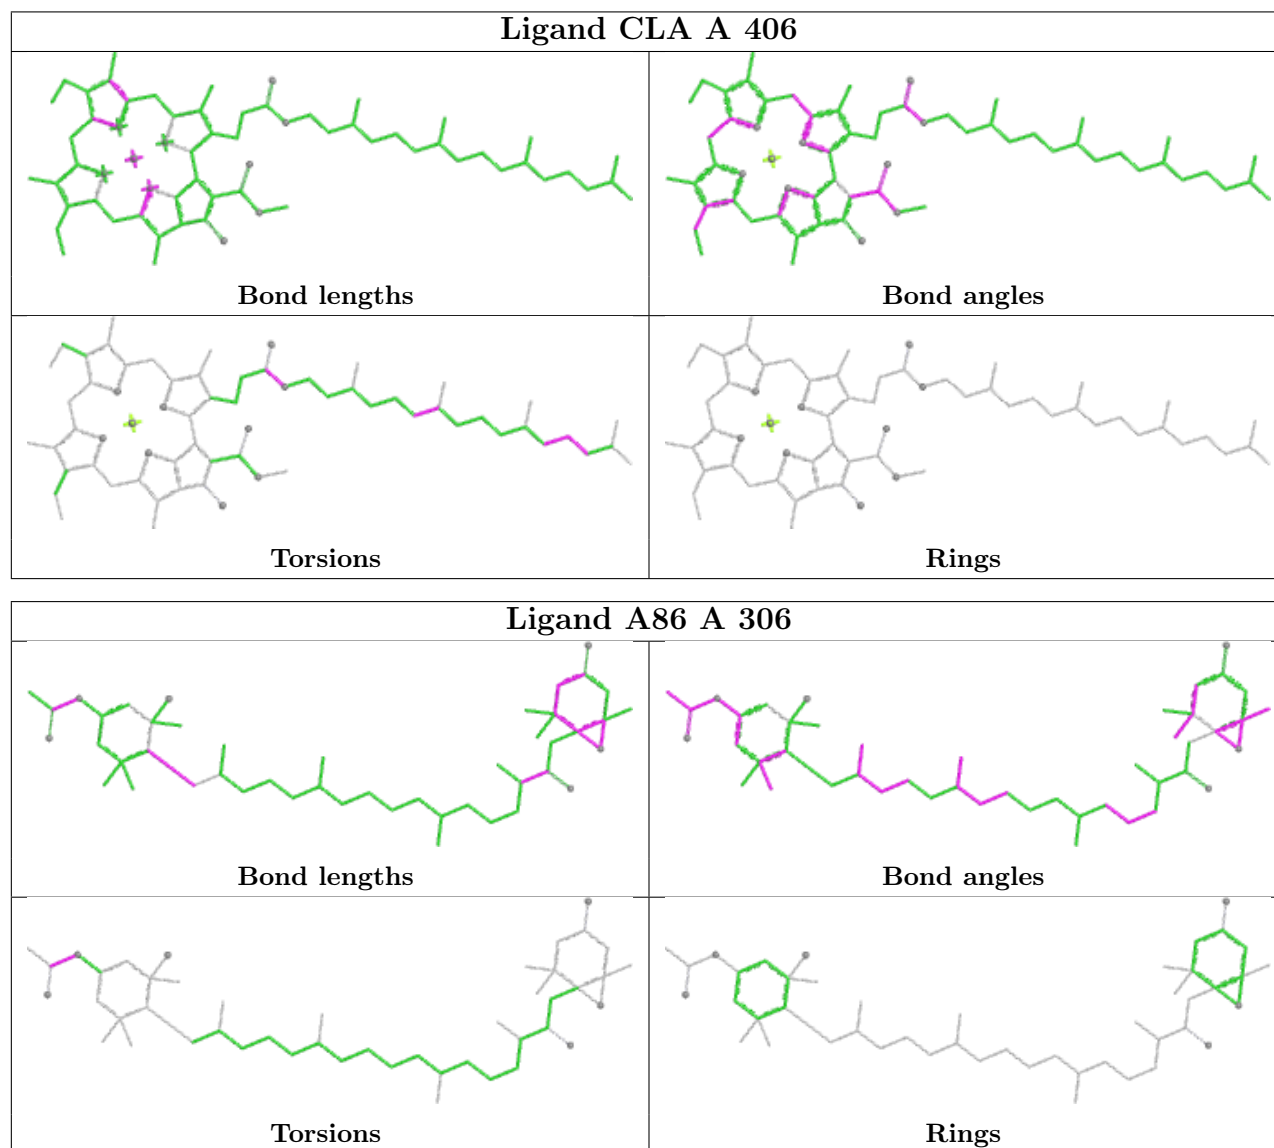 Ligand CLA A 406
Bond lengths
Bond angles
Torsions
Rings
Ligand A86 A 306
Bond lengths
Bond angles
Torsions
Rings